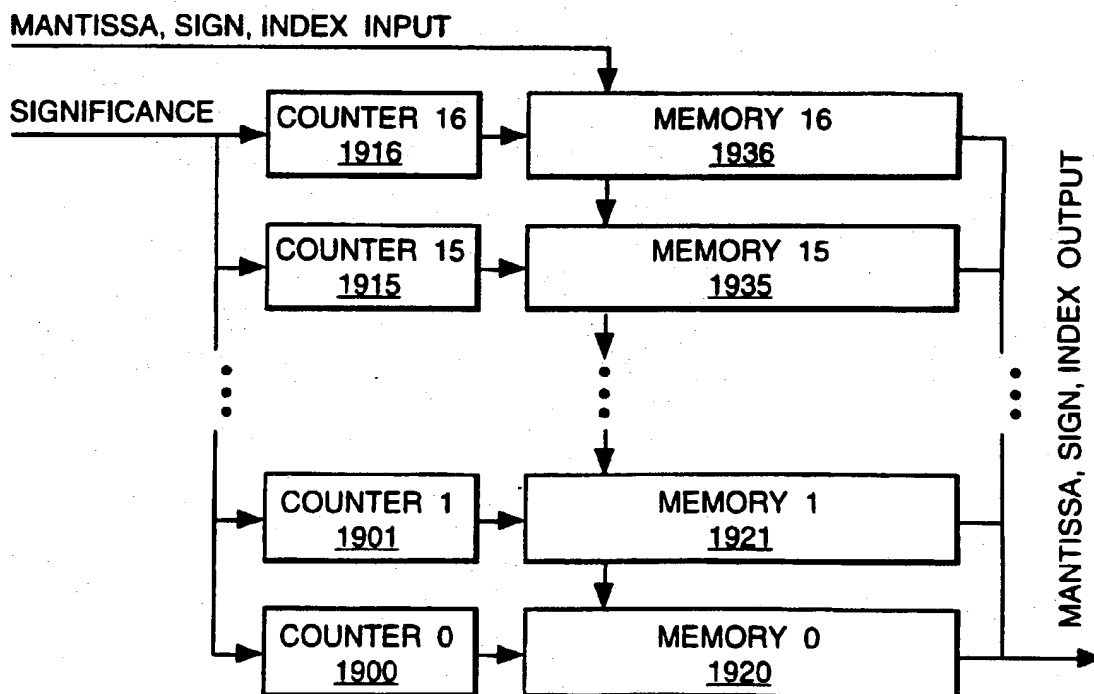 MANTISSA, SIGN, INDEX INPUT
SIGNIFICANCE
COUNTER 16
1916
MEMORY 16
1936
COUNTER 15
1915
MEMORY 15
1935
COUNTER 1
1901
MEMORY 1
1921
COUNTER 0
1900
MEMORY 0
1920
MANTISSA, SIGN, INDEX OUTPUT